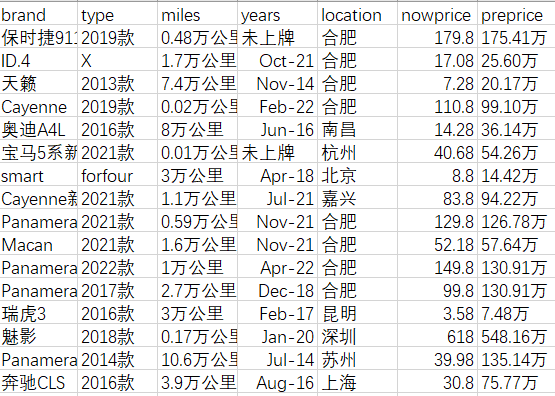 brand type miles years location nowprice preprice
保时捷911 2019款 0.48万公里 未上牌 合肥 179.8 175.41万
ID.4 X 1.7万公里 Oct-21 合肥 17.08 25.60万
天籁 2013款 7.4万公里 Nov-14 合肥 7.28 20.17万
Cayenne 2019款 0.02万公里 Feb-22 合肥 110.8 99.10万
奥迪A4L 2016款 8万公里 Jun-16 南昌 14.28 36.14万
宝马5系新 2021款 0.01万公里 未上牌 杭州 40.68 54.26万
smart forfour 3万公里 Apr-18 北京 8.8 14.42万
Cayenne新 2021款 1.1万公里 Jul-21 嘉兴 83.8 94.22万
Panamera 2021款 0.59万公里 Nov-21 合肥 129.8 126.78万
Macan 2021款 1.6万公里 Nov-21 合肥 52.18 57.64万
Panamera 2022款 1万公里 Apr-22 合肥 149.8 130.91万
Panamera 2017款 2.7万公里 Dec-18 合肥 99.8 130.91万
瑞虎3 2016款 3万公里 Feb-17 昆明 3.58 7.48万
魅影 2018款 0.17万公里 Jan-20 深圳 618 548.16万
Panamera 2014款 10.6万公里 Jul-14 苏州 39.98 135.14万
奔驰CLS 2016款 3.9万公里 Aug-16 上海 30.8 75.77万